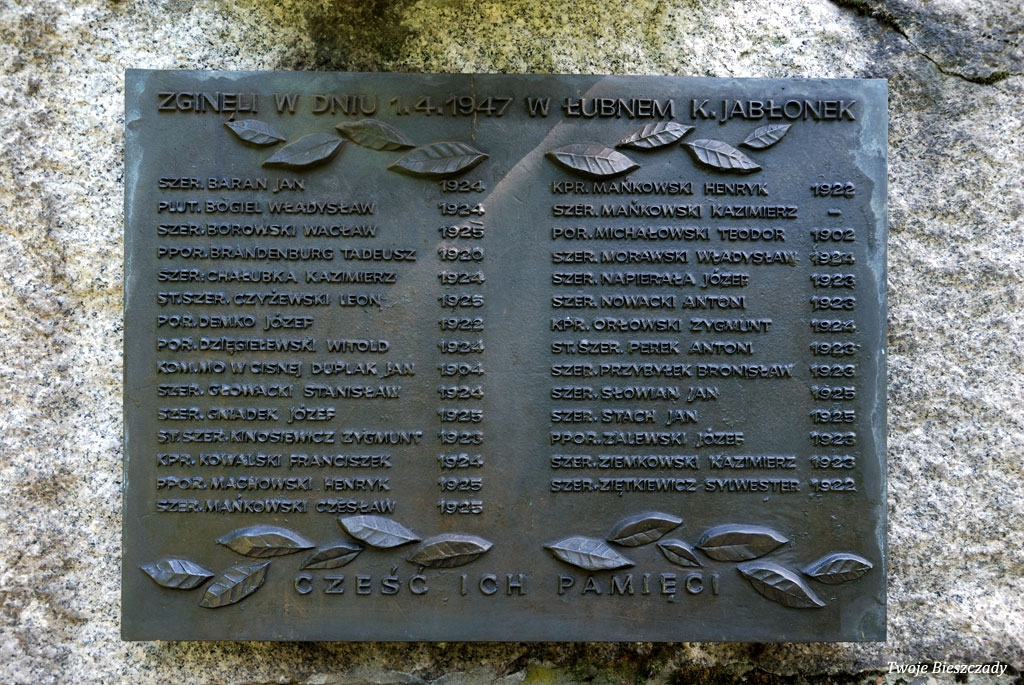 ZGINĘLI W DNIU 1.4.1947 W ŁUBNEM K. JABŁONEK
SZER. BARAN JAN 1924
PLUT. BOGIEL WŁADYSŁAW 1924
SZER. BOROWSKI WACŁAW 1925
PPOR. BRANDENBURG TADEUSZ 1920
SZER. CHAŁUBKA KAZIMIERZ 1924
ST.SZER. CZYŻEWSKI LEON 1925
POR. DEMKO JÓZEF 1922
POR. DZIĘGIELEWSKI WITOLD 1924
KOM.MO W CISNEJ DUPLAK JAN 1904
SZER. GŁOWACKI STANISŁAW 1924
SZER. GNIADEK JÓZEF 1925
ST.SZER. KINOSIEWICZ ZYGMUNT 1923
KPR. KOWALSKI FRANCISZEK 1924
PPOR. MACHOWSKI HENRYK 1925
SZER. MAŃKOWSKI CZESŁAW 1925
KPR. MAŃKOWSKI HENRYK 1922
SZER. MAŃKOWSKI KAZIMIERZ –
POR. MICHAŁOWSKI TEODOR 1902
SZER. MORAWSKI WŁADYSŁAW 1924
SZER. NAPIERAŁA JÓZEF 1923
SZER. NOWACKI ANTONI 1923
KPR. ORŁOWSKI ZYGMUNT 1924
ST. SZER. PEREK ANTONI 1923
SZER. PRZYBYŁEK BRONISŁAW 1923
SZER. SŁOWIAN JAN 1925
SZER. STACH JAN 1925
PPOR. ZALEWSKI JÓZEF 1923
SZER. ZIEMKOWSKI KAZIMIERZ 1923
SZER. ZIĘTKIEWICZ SYLWESTER 1922
CZEŚĆ ICH PAMIĘCI
Twoje Bieszczady